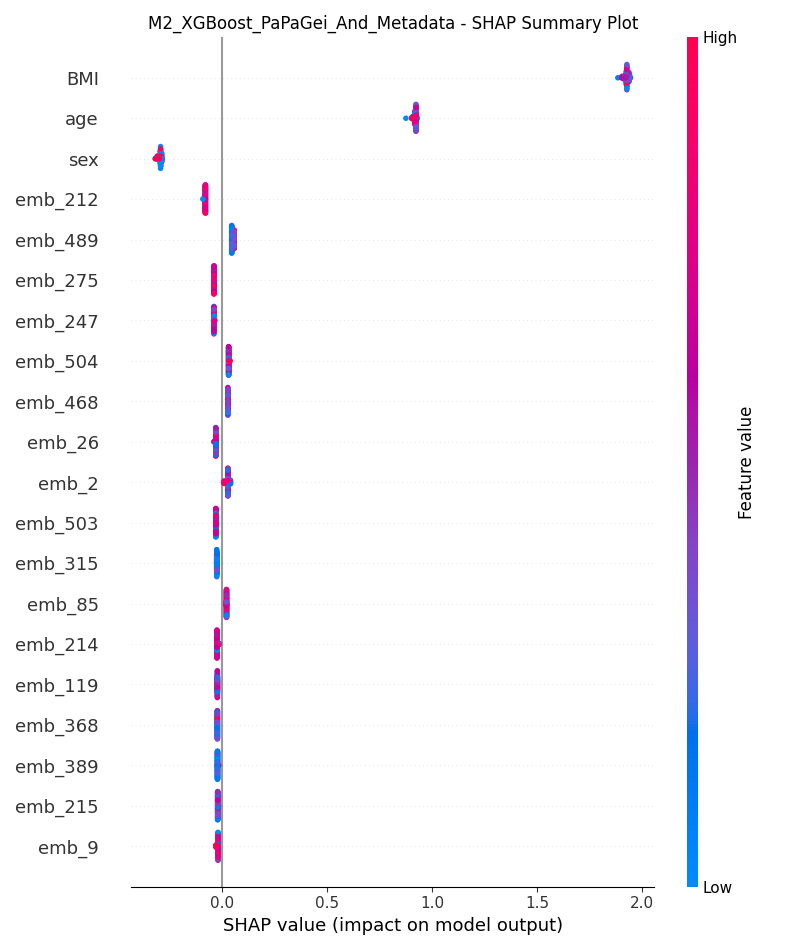 M2_XGBoost_PaPaGei_And_Metadata - SHAP Summary Plot
High
BMI
age
sex
emb_212
emb_489
emb_275
emb_247
emb_504
emb_468
emb_26
emb_2
emb_503
emb_315
emb_85
emb_214
emb_119
emb_368
emb_389
emb_215
emb_9
Feature value
Low
0.0 0.5 1.0 1.5 2.0
SHAP value (impact on model output)